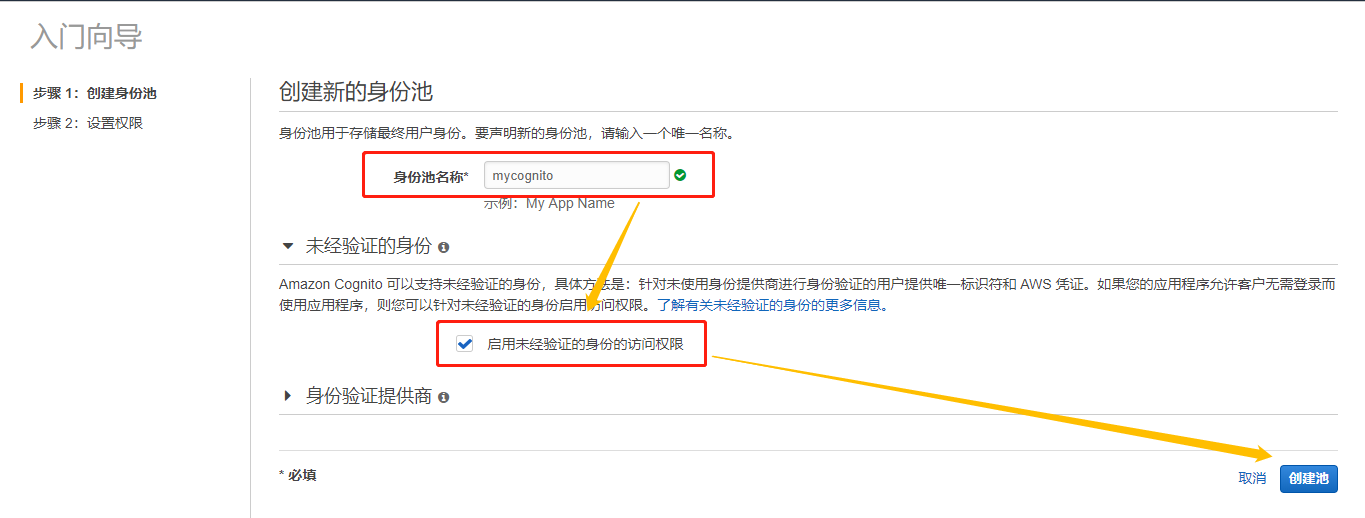 入门向导
步骤 1：创建身份池
步骤 2：设置权限
创建新的身份池
身份池用于存储最终用户身份。要声明新的身份池，请输入一个唯一名称。
身份池名称* mycognito
示例：My App Name
未经验证的身份
Amazon Cognito 可以支持未经验证的身份，具体方法是：针对未使用身份提供商进行身份验证的用户提供唯一标识符和 AWS 凭证。如果您的应用程序允许客户无需登录而
使用应用程序，则您可以针对未经验证的身份启用访问权限。了解有关未经验证的身份的更多信息。
启用未经验证的身份的访问权限
身份验证提供商
* 必填
取消 创建池